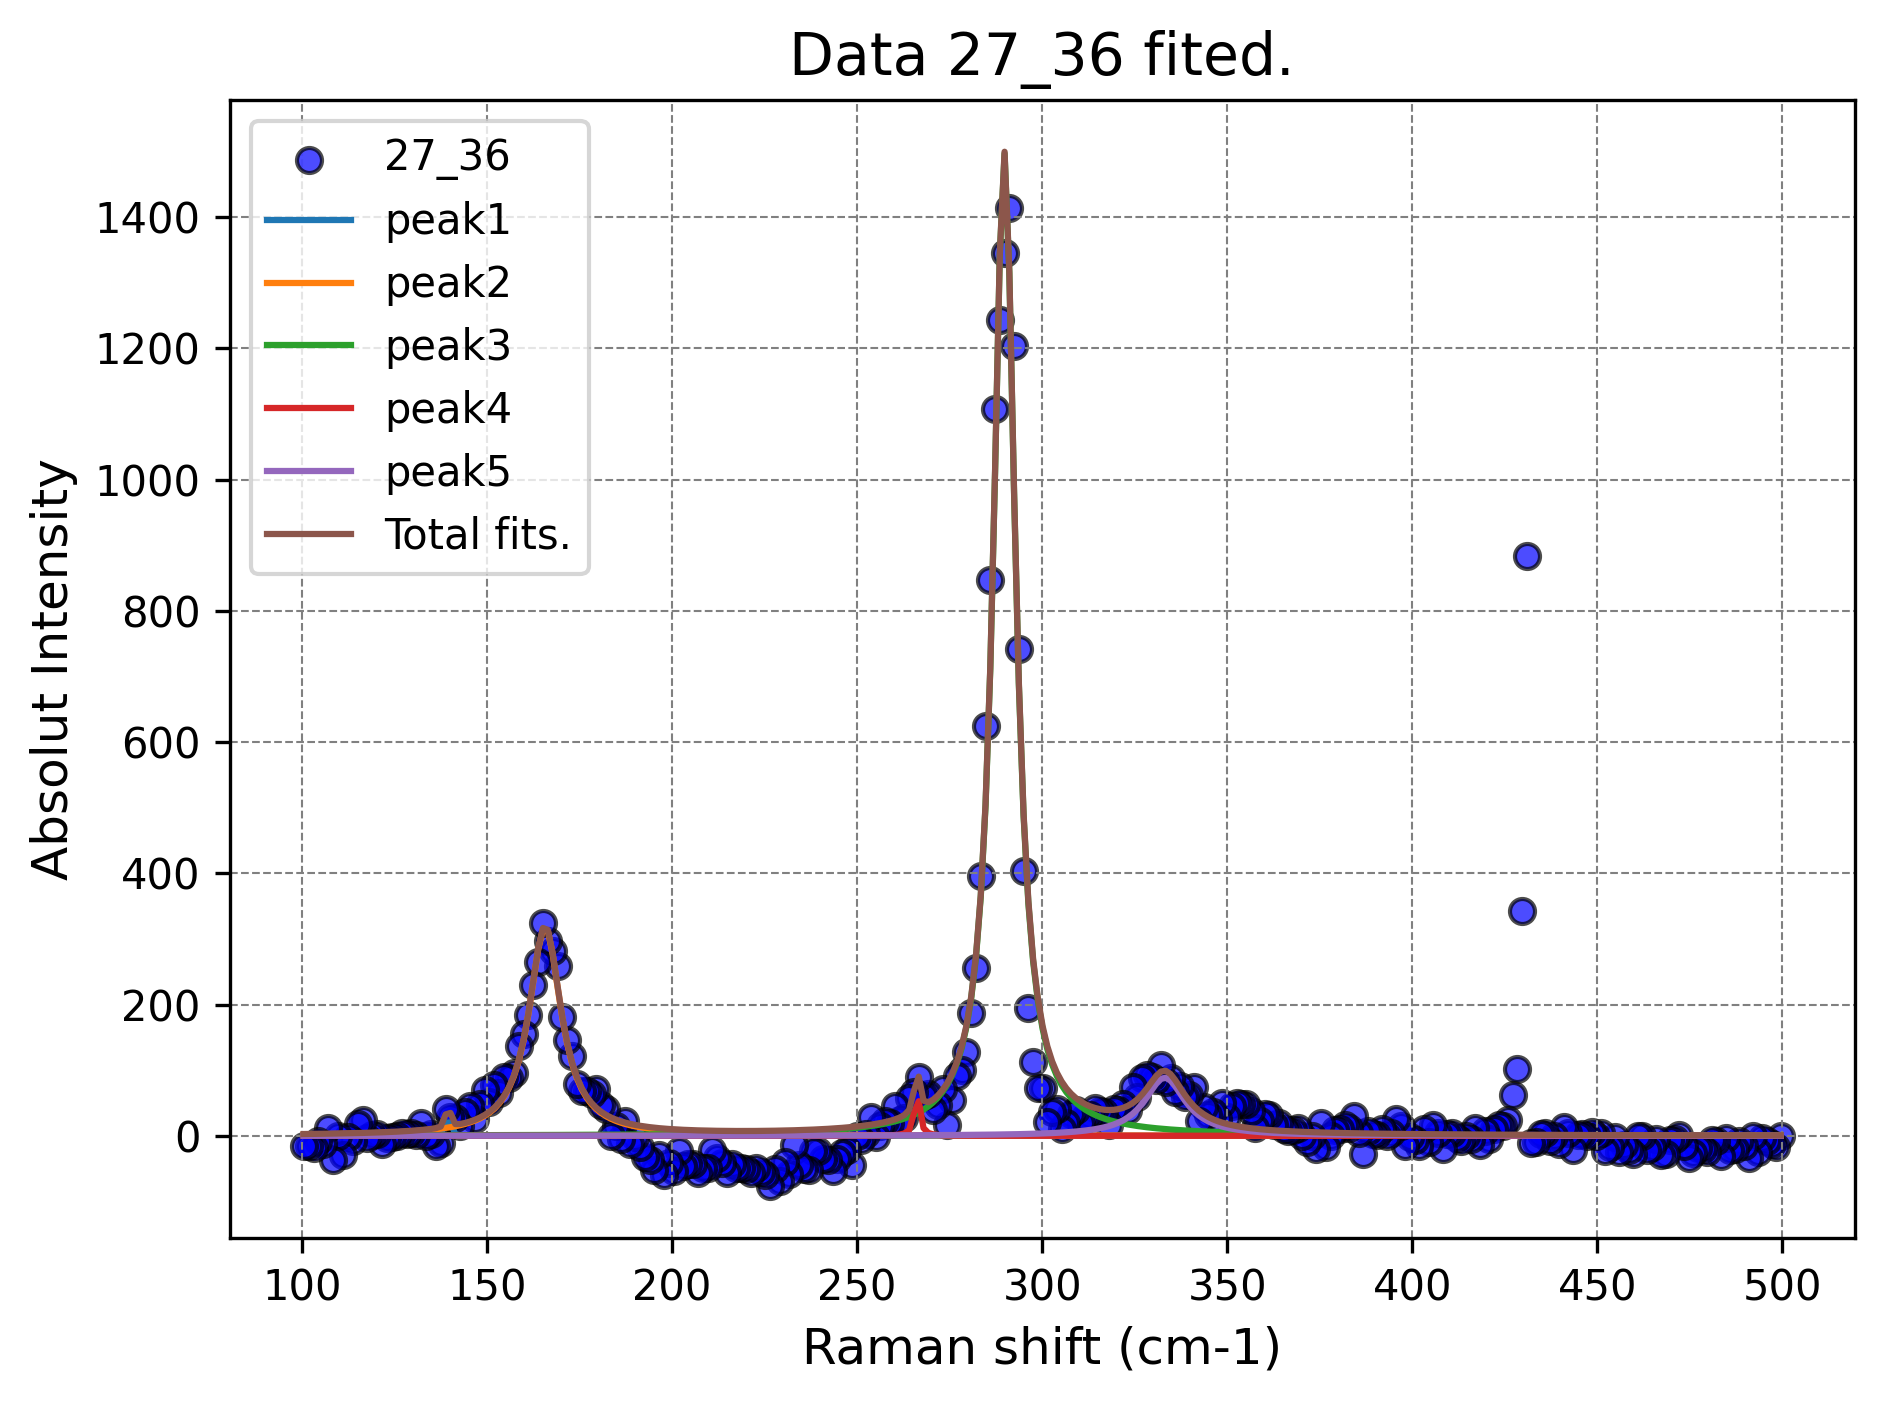 Data 27_36 fited.
27_36
peak1
peak2
peak3
peak4
peak5
Total fits.
Absolut Intensity
1400
1200
1000
800
600
400
200
0
100 150 200 250 300 350 400 450 500
Raman shift (cm-1)